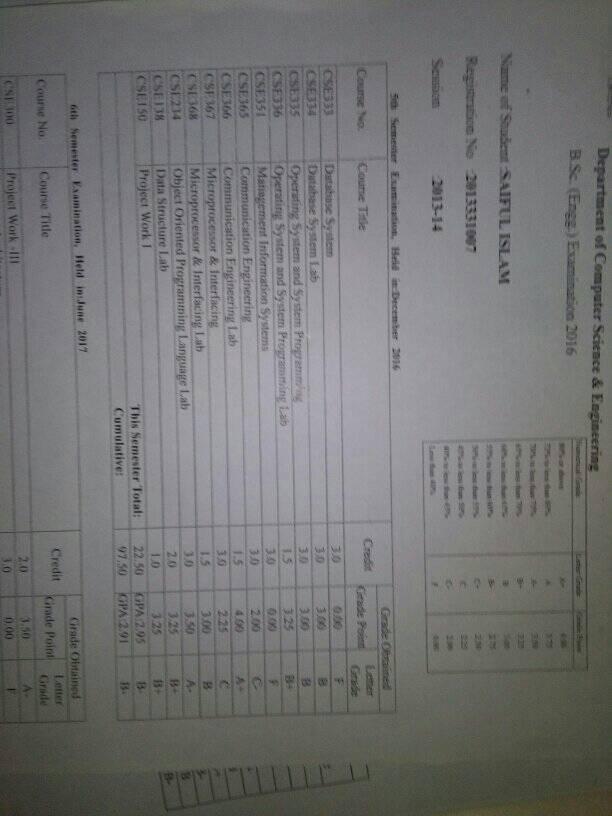 Department of Computer Science & Engineering
B.Sc. (Engg.) Examination 2016
Name of Student :SAIFUL ISLAM
Registration No 2013331007
Session 2013-14
Numerical Grade Letter Grade Grade Point
80% or above A+ 4.00
75% to less than 80% A 3.75
70% to less than 75% A- 3.50
65% to less than 70% B+ 3.25
60% to less than 65% B 3.00
55% to less than 60% B- 2.75
50% to less than 55% C+ 2.50
45% to less than 50% C 2.25
40% to less than 45% C- 2.00
Less than 40% F 0.00
5th Semester Examination, Held in:December 2016
Course No. Course Title Credit Grade Obtained
Grade Point Letter Grade
CSE333 Database System 3.0 0.00 F
CSE334 Database System Lab 3.0 3.00 B
CSE335 Operating System and System Programming 3.0 3.00 B
CSE336 Operating System and System Programming Lab 1.5 3.25 B+
CSE351 Management Information Systems 3.0 0.00 F
CSE365 Communication Engineering 3.0 2.00 C-
CSE366 Communication Engineering Lab 1.5 4.00 A+
CSE367 Microprocessor & Interfacing 3.0 2.25 C
CSE368 Microprocessor & Interfacing Lab 1.5 3.00 B
CSE234 Object Oriented Programming Language Lab 3.0 3.50 A-
CSE138 Data Structure Lab 2.0 3.25 B+
CSE150 Project Work I 1.0 3.25 B+
This Semester Total: 22.50 GPA:2.95 B-
Cumulative: 97.50 GPA:2.91 B-
6th Semester Examination, Held in:June 2017
Course No. Course Title Credit Grade Obtained
Grade Point Letter Grade
CSE300 Project Work -III 2.0 3.50 A-
3.0 0.00 F